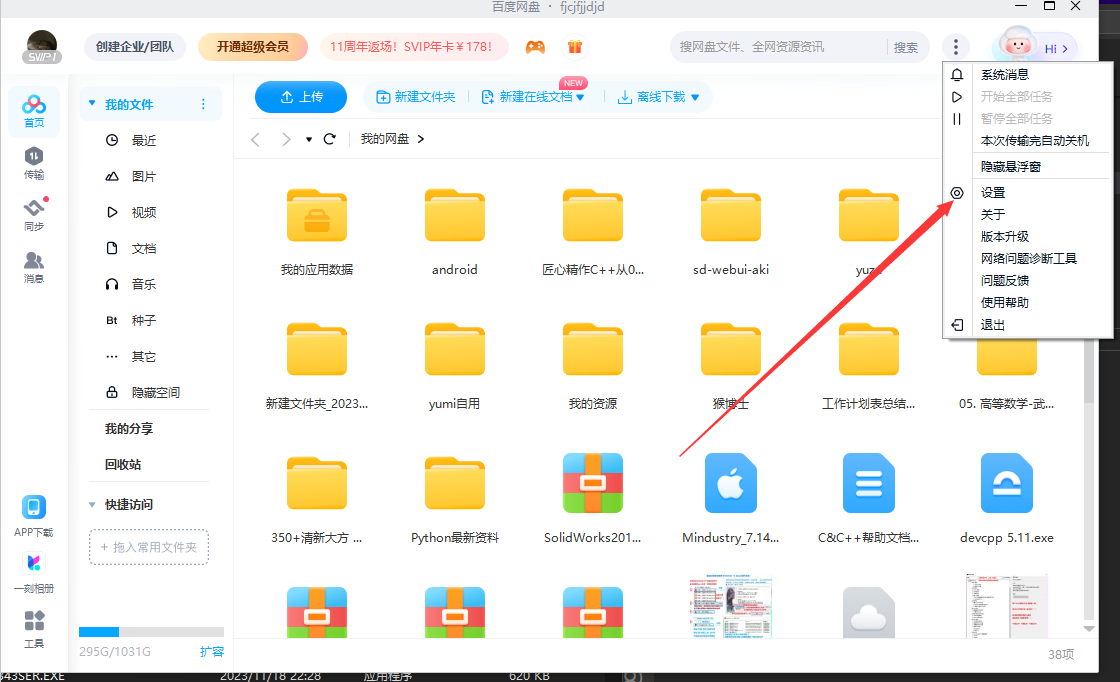 百度网盘 · fjcjfjjdjd
SVIP1
创建企业/团队
开通超级会员
11周年返场！SVIP年卡￥178！
搜网盘文件、全网资源资讯
搜索
Hi >
首页
传输
同步
消息
APP下载
一刻相册
工具
我的文件
最近
图片
视频
文档
音乐
Bt 种子
其它
隐藏空间
我的分享
回收站
快捷访问
+ 拖入常用文件夹
295G/1031G
扩容
上传
新建文件夹
新建在线文档
NEW
离线下载
我的网盘 >
我的应用数据
android
匠心精作C++从0...
sd-webui-aki
yuzu
新建文件夹_2023...
yumi自用
我的资源
猴博士
工作计划表总结...
05. 高等数学-武...
350+清新大方 ...
Python最新资料
SolidWorks201...
Mindustry_7.14...
C&C++帮助文档...
devcpp 5.11.exe
38项
系统消息
开始全部任务
暂停全部任务
本次传输完自动关机
隐藏悬浮窗
设置
关于
版本升级
网络问题诊断工具
问题反馈
使用帮助
退出
343SER.EXE
2023/11/18 22:28
应用程序
620 KB